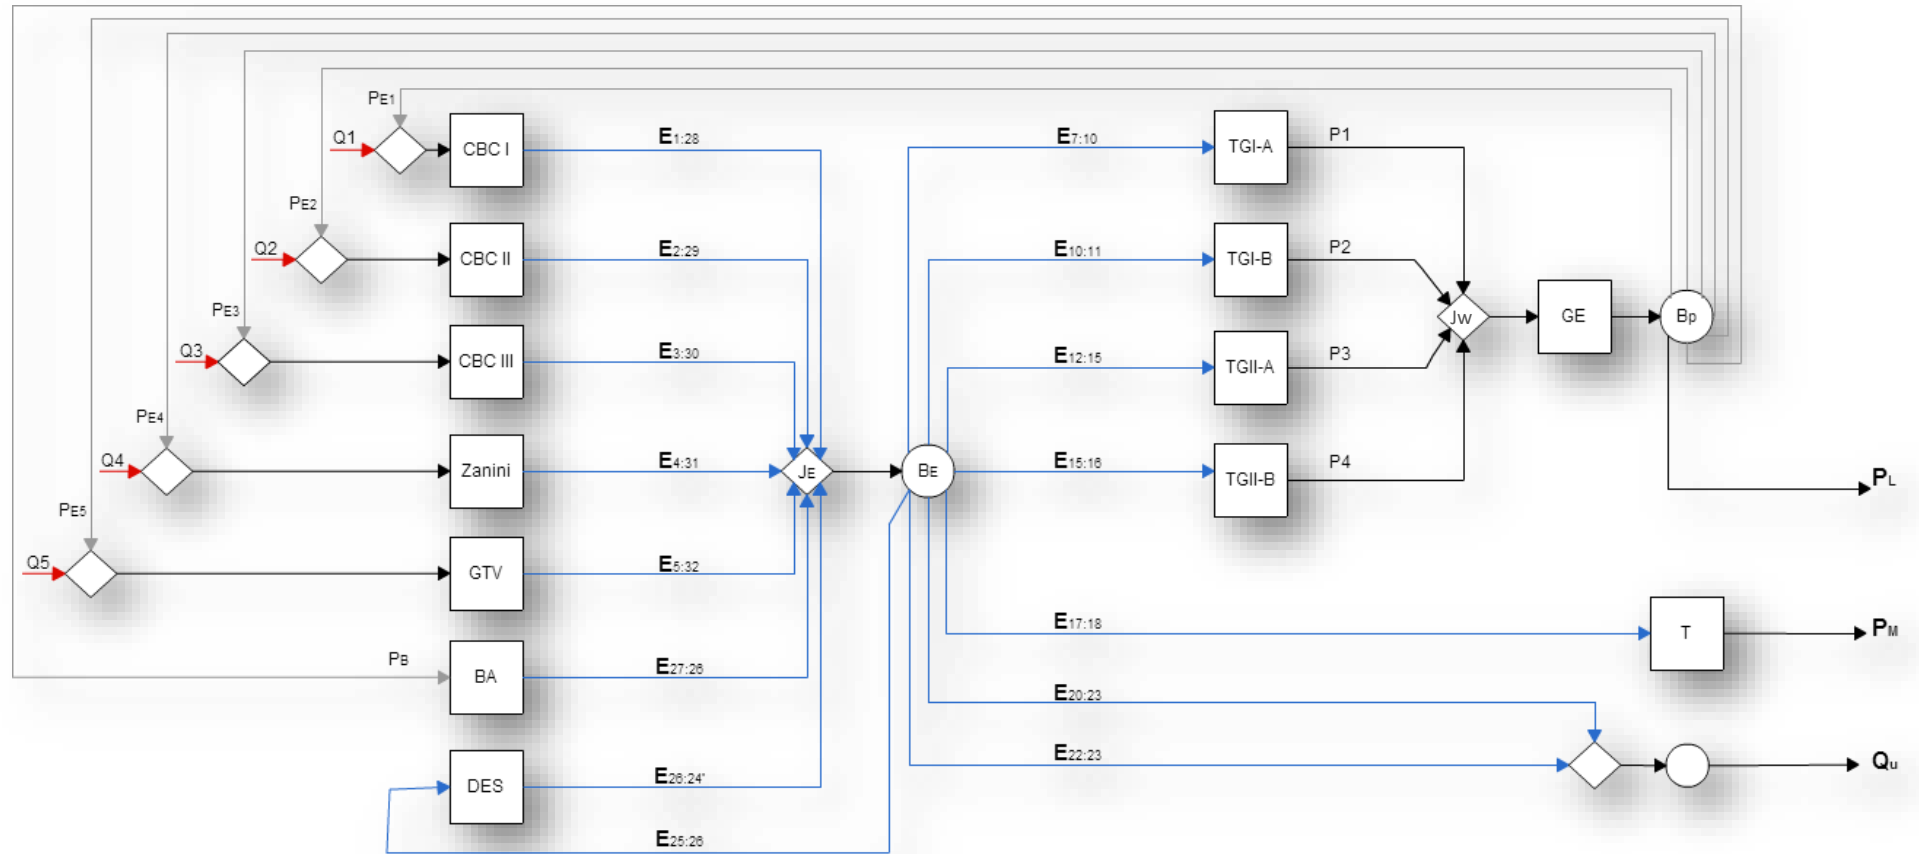 PE1
Q1
CBC I
E1:28
E7:10
TGI-A
P1
PE2
Q2
CBC II
E2:29
E10:11
TGI-B
P2
PE3
Q3
CBC III
E3:30
E12:15
TGII-A
P3
JW
GE
BP
PE4
Q4
Zanini
E4:31
JE
BE
E15:16
TGII-B
P4
PL
PE5
Q5
GTV
E5:32
E17:18
T
PM
PB
BA
E27:26
E20:23
DES
E26:24'
E22:23
Qu
E25:26